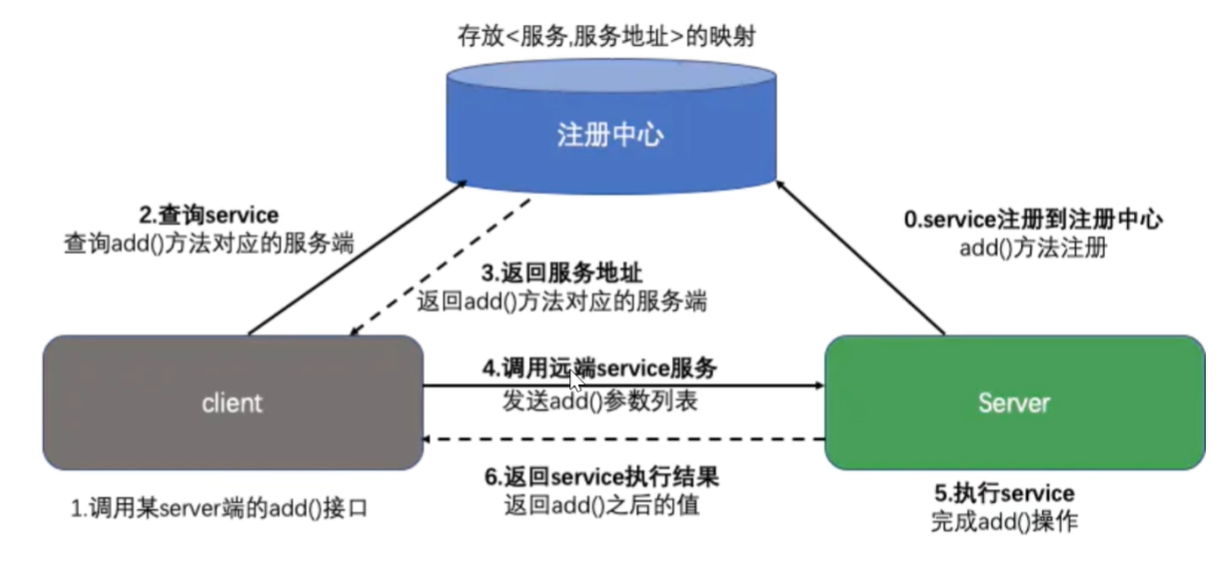 存放<服务,服务地址>的映射
注册中心
2.查询service
查询add()方法对应的服务端
0.service注册到注册中心
add()方法注册
3.返回服务地址
返回add()方法对应的服务端
4.调用远端service服务
发送add()参数列表
client
Server
6.返回service执行结果
返回add()之后的值
1.调用某server端的add()接口
5.执行service
完成add()操作